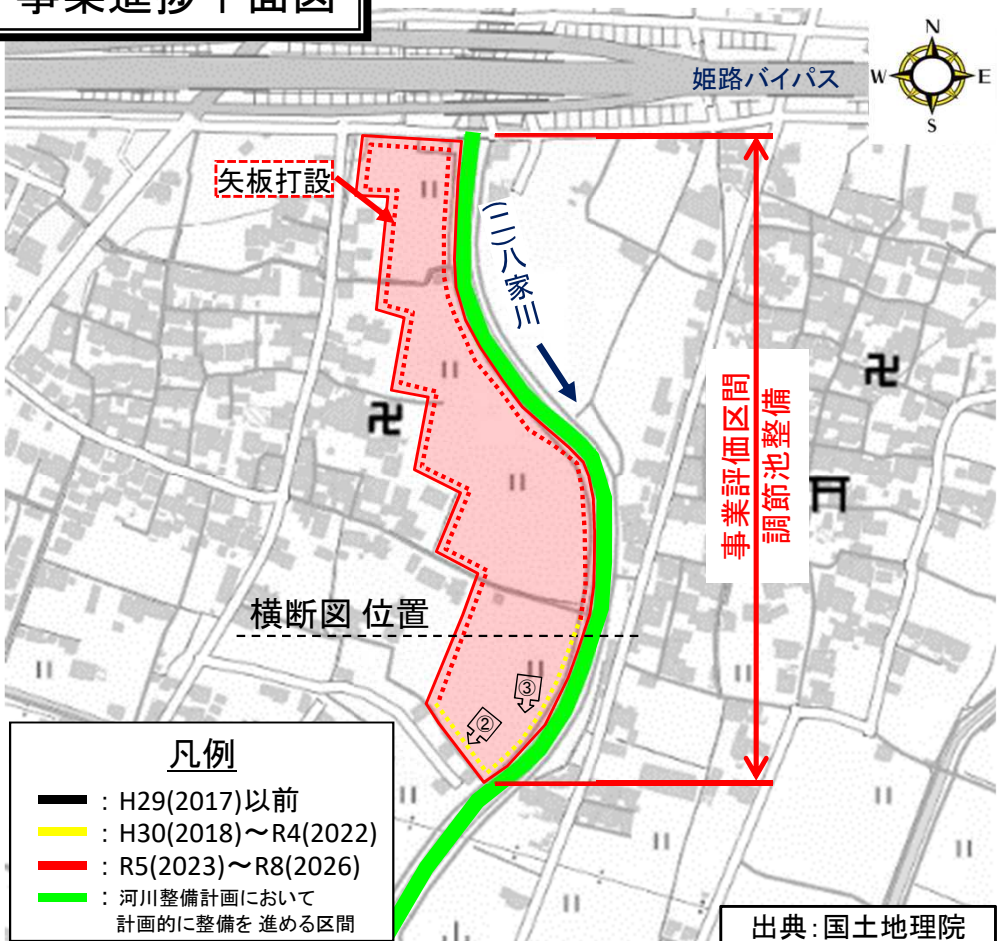 事業進捗平面図
N
W
E
S
姫路バイパス
矢板打設
(二)八家川
事業評価区間
調節池整備
横断図 位置
③
②
凡例
：H29(2017)以前
：H30(2018)～R4(2022)
：R5(2023)～R8(2026)
：河川整備計画において
計画的に整備を 進める区間
出典：国土地理院